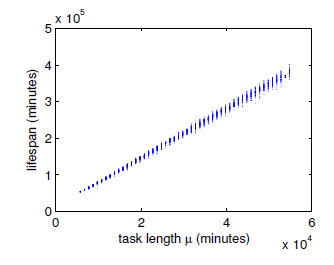 x 10^5
5
4
3
2
1
0
lifespan (minutes)
0 2 4 6
task length μ (minutes)
x 10^4